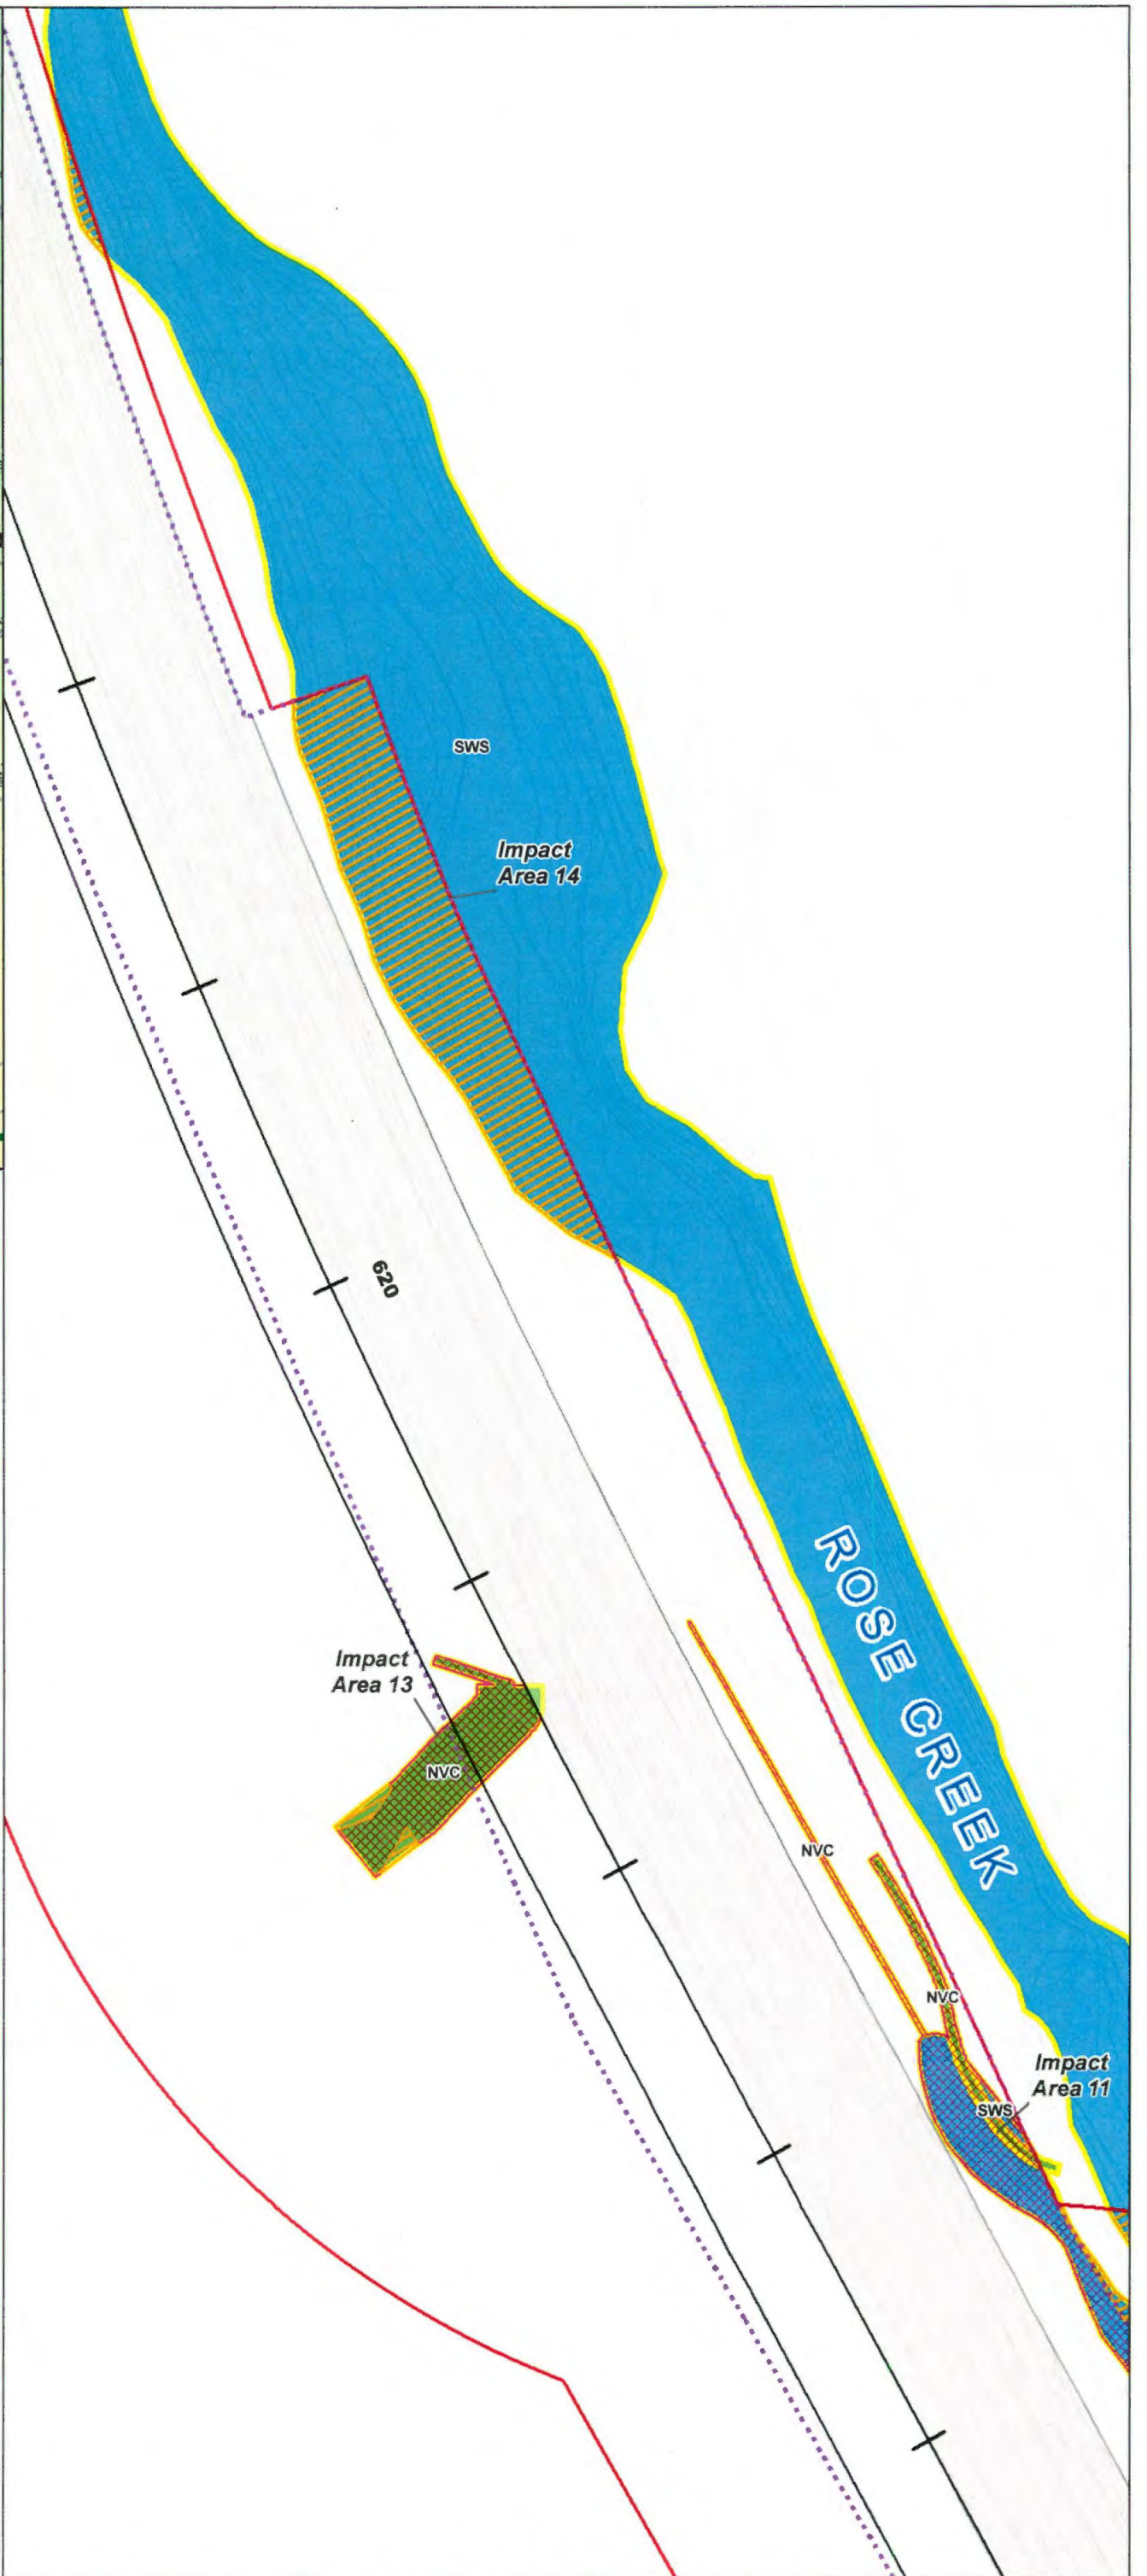 SWS
Impact
Area 14
620
ROSE CREEK
Impact
Area 13
NVC
NVC
NVC
Impact
Area 11
SWS